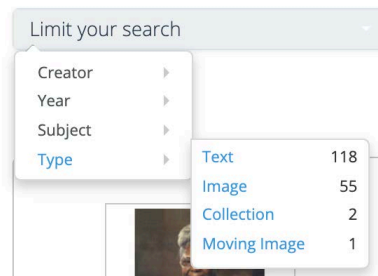 Limit your search
Creator
Year
Subject
Type
Text 118
Image 55
Collection 2
Moving Image 1